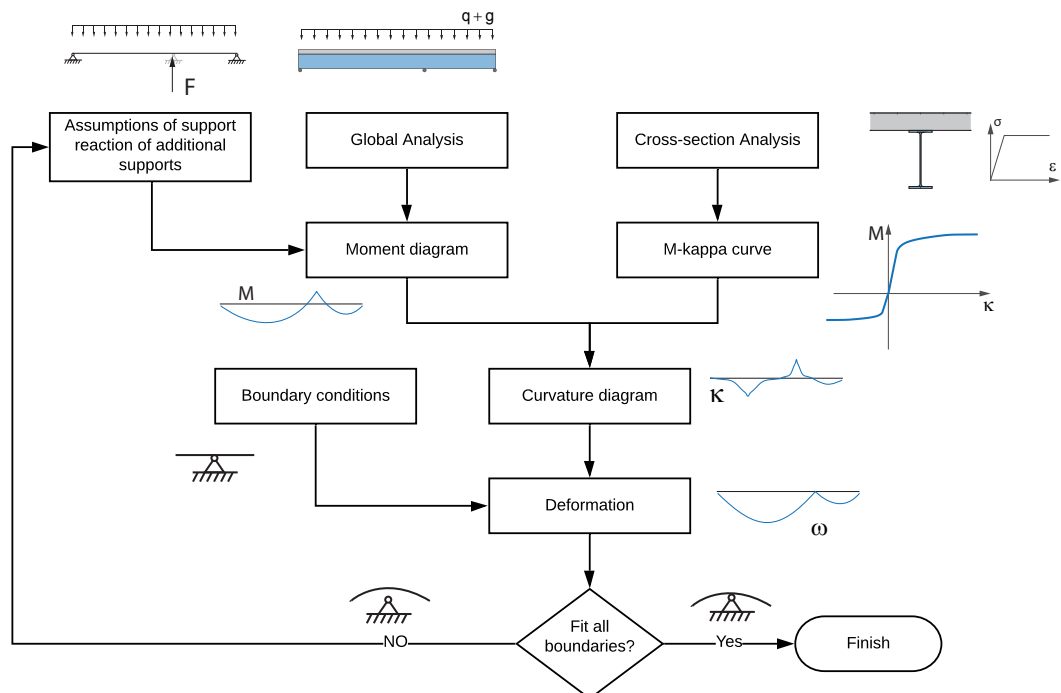 q + g
F
Assumptions of support
reaction of additional
supports
Global Analysis
Cross-section Analysis
σ
ε
Moment diagram
M-kappa curve
M
κ
M
Boundary conditions
Curvature diagram
κ
Deformation
ω
Fit all
boundaries?
NO
Yes
Finish